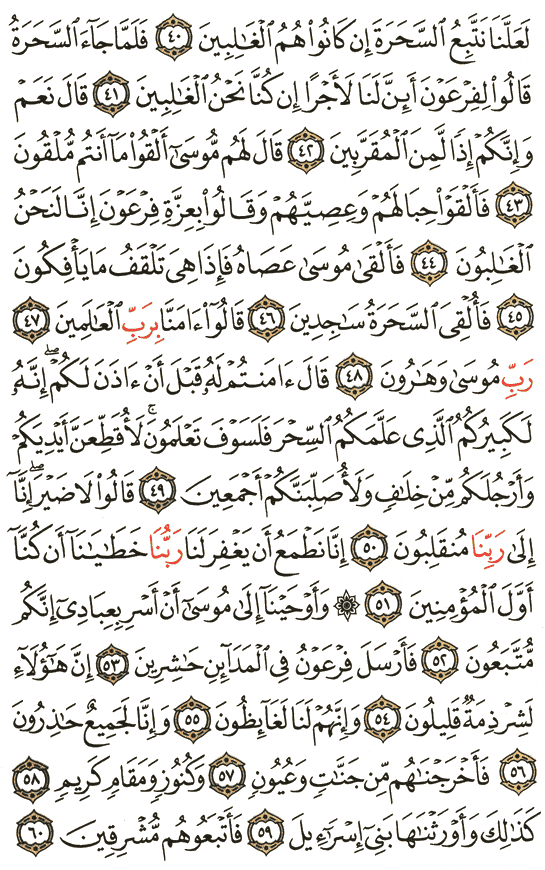 لَعَلَّنَا نَتَّبِعُ ٱلسَّحَرَةَ إِن كَانُوا۟ هُمُ ٱلْغَـٰلِبِينَ ٤٠ فَلَمَّا جَآءَ ٱلسَّحَرَةُ
قَالُوا۟ لِفِرْعَوْنَ أَئِنَّ لَنَا لَأَجْرًا إِن كُنَّا نَحْنُ ٱلْغَـٰلِبِينَ ٤١ قَالَ نَعَمْ
وَإِنَّكُمْ إِذًا لَّمِنَ ٱلْمُقَرَّبِينَ ٤٢ قَالَ لَهُم مُّوسَىٰٓ أَلْقُوا۟ مَآ أَنتُم مُّلْقُونَ
٤٣ فَأَلْقَوْا۟ حِبَالَهُمْ وَعِصِيَّهُمْ وَقَالُوا۟ بِعِزَّةِ فِرْعَوْنَ إِنَّا لَنَحْنُ
ٱلْغَـٰلِبُونَ ٤٤ فَأَلْقَىٰ مُوسَىٰ عَصَاهُ فَإِذَا هِىَ تَلْقَفُ مَا يَأْفِكُونَ
٤٥ فَأُلْقِىَ ٱلسَّحَرَةُ سَـٰجِدِينَ ٤٦ قَالُوٓا۟ ءَامَنَّا بِرَبِّ ٱلْعَـٰلَمِينَ ٤٧
رَبِّ مُوسَىٰ وَهَـٰرُونَ ٤٨ قَالَ ءَامَنتُمْ لَهُۥ قَبْلَ أَنْ ءَاذَنَ لَكُمْ ۖ إِنَّهُۥ
لَكَبِيرُكُمُ ٱلَّذِى عَلَّمَكُمُ ٱلسِّحْرَ فَلَسَوْفَ تَعْلَمُونَ ۚ لَأُقَطِّعَنَّ أَيْدِيَكُمْ
وَأَرْجُلَكُم مِّنْ خِلَـٰفٍ وَلَأُصَلِّبَنَّكُمْ أَجْمَعِينَ ٤٩ قَالُوا۟ لَا ضَيْرَ ۖ إِنَّآ
إِلَىٰ رَبِّنَا مُنقَلِبُونَ ٥٠ إِنَّا نَطْمَعُ أَن يَغْفِرَ لَنَا رَبُّنَا خَطَـٰيَـٰنَآ أَن كُنَّآ
أَوَّلَ ٱلْمُؤْمِنِينَ ٥١ ۞ وَأَوْحَيْنَآ إِلَىٰ مُوسَىٰٓ أَنْ أَسْرِ بِعِبَادِىٓ إِنَّكُم
مُّتَّبَعُونَ ٥٢ فَأَرْسَلَ فِرْعَوْنُ فِى ٱلْمَدَآئِنِ حَـٰشِرِينَ ٥٣ إِنَّ هَـٰٓؤُلَآءِ
لَشِرْذِمَةٌ قَلِيلُونَ ٥٤ وَإِنَّهُمْ لَنَا لَغَآئِظُونَ ٥٥ وَإِنَّا لَجَمِيعٌ حَـٰذِرُونَ
٥٦ فَأَخْرَجْنَـٰهُم مِّن جَنَّـٰتٍ وَعُيُونٍ ٥٧ وَكُنُوزٍ وَمَقَامٍ كَرِيمٍ ٥٨
كَذَٰلِكَ وَأَوْرَثْنَـٰهَا بَنِىٓ إِسْرَٰٓءِيلَ ٥٩ فَأَتْبَعُوهُم مُّشْرِقِينَ ٦٠